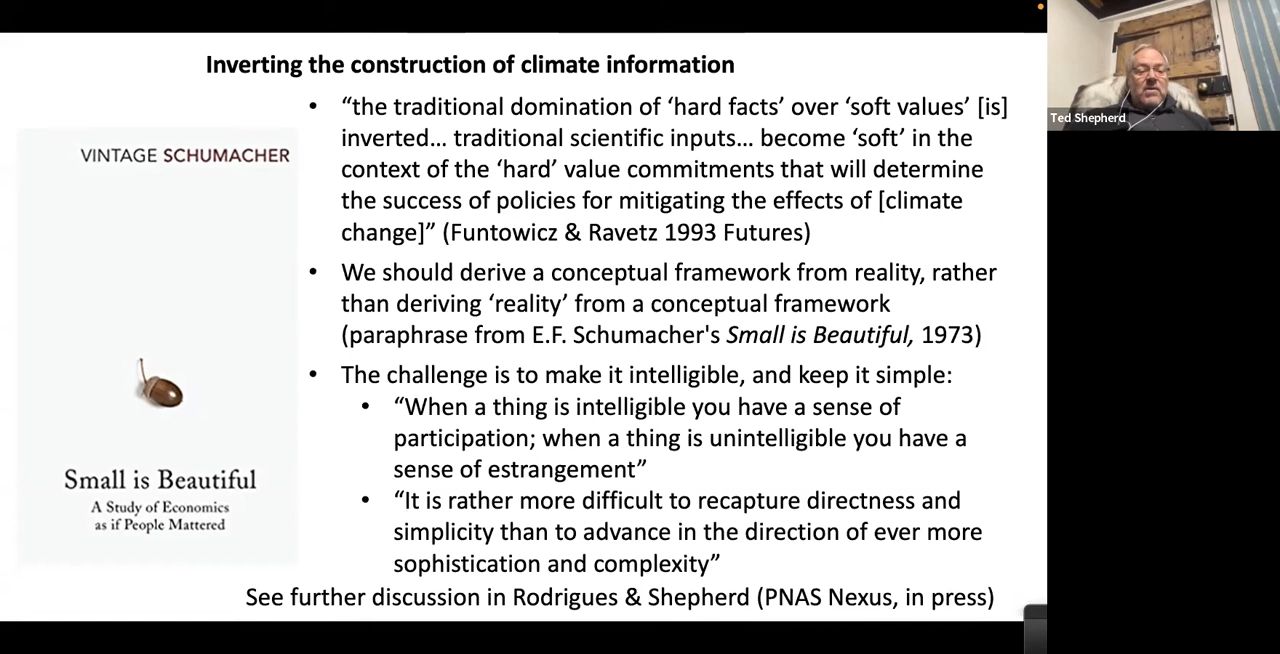 Inverting the construction of climate information
VINTAGE SCHUMACHER
Small is Beautiful
A Study of Economics
as if People Mattered
• “the traditional domination of ‘hard facts’ over ‘soft values’ [is]
inverted… traditional scientific inputs… become ‘soft’ in the
context of the ‘hard’ value commitments that will determine
the success of policies for mitigating the effects of [climate
change]” (Funtowicz & Ravetz 1993 Futures)
• We should derive a conceptual framework from reality, rather
than deriving ‘reality’ from a conceptual framework
(paraphrase from E.F. Schumacher's Small is Beautiful, 1973)
• The challenge is to make it intelligible, and keep it simple:
• “When a thing is intelligible you have a sense of
participation; when a thing is unintelligible you have a
sense of estrangement”
• “It is rather more difficult to recapture directness and
simplicity than to advance in the direction of ever more
sophistication and complexity”
See further discussion in Rodrigues & Shepherd (PNAS Nexus, in press)
Ted Shepherd